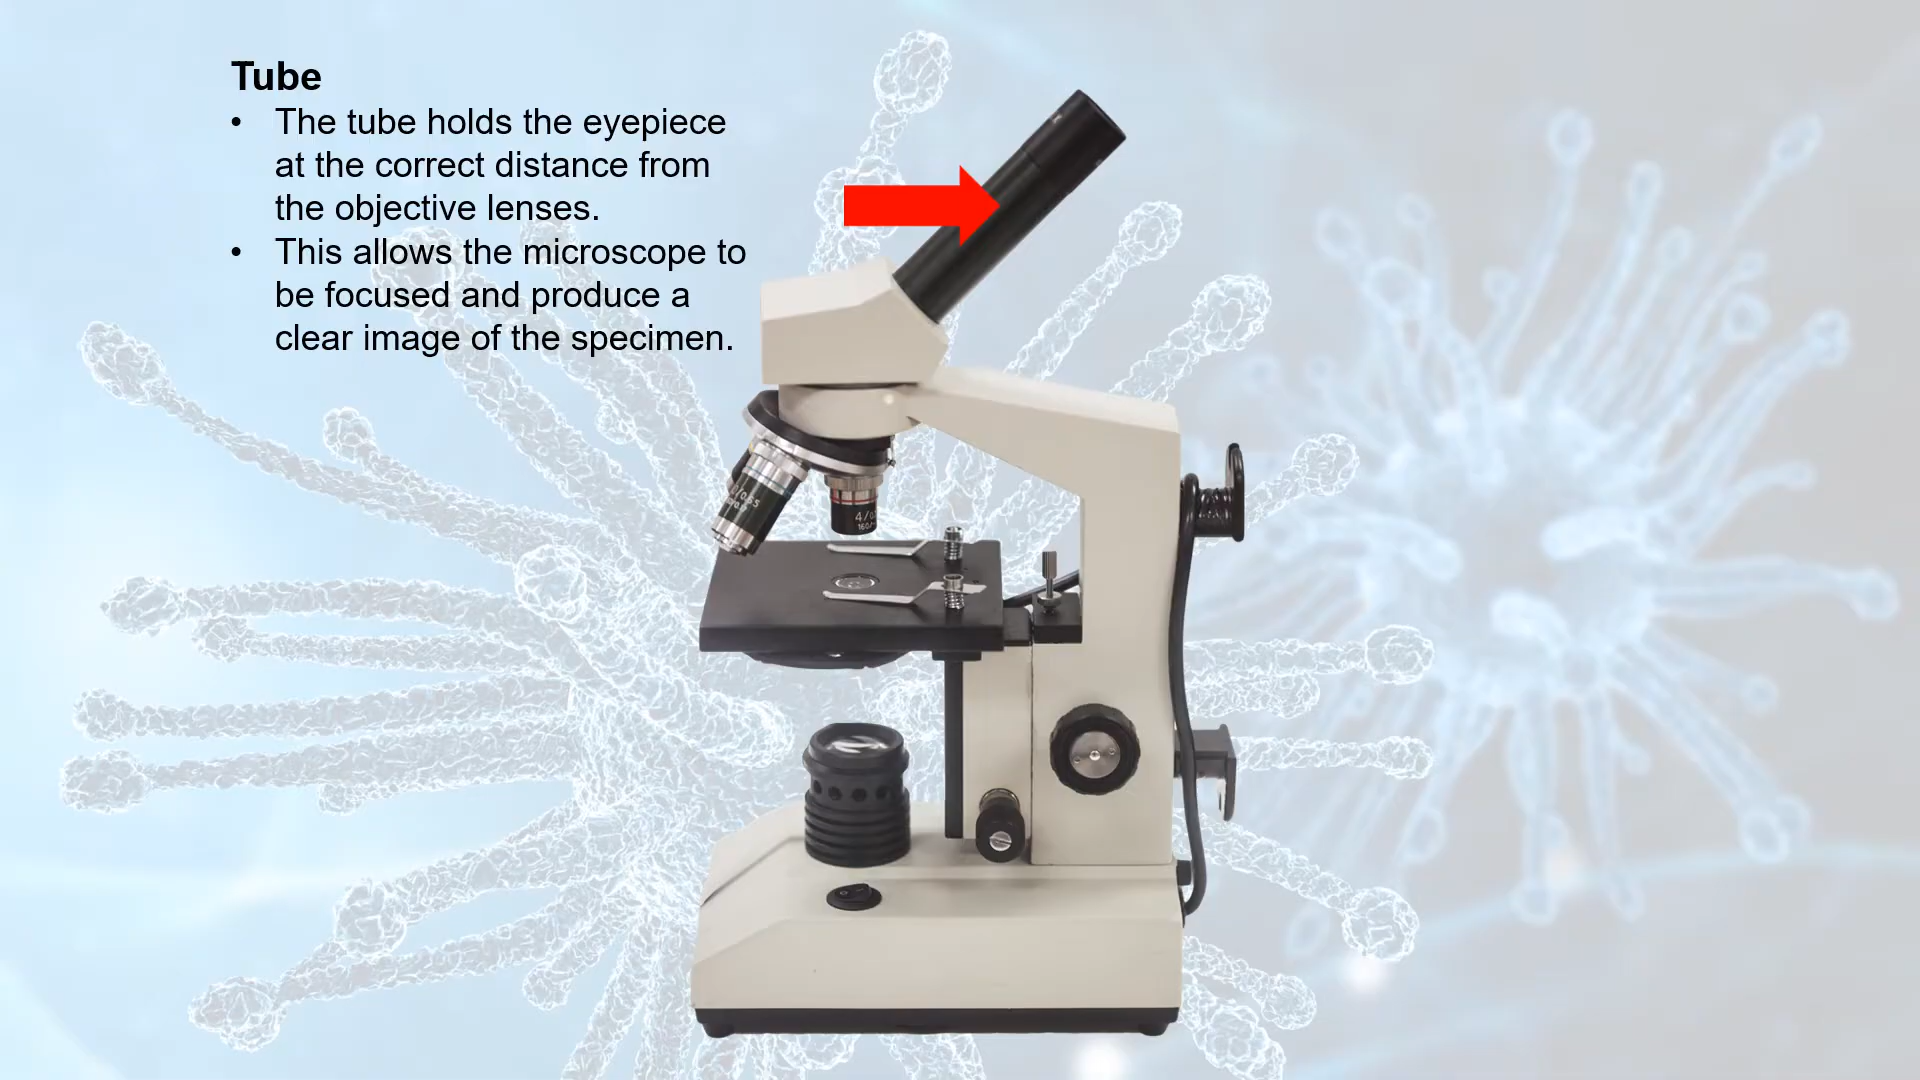 Tube
• The tube holds the eyepiece
at the correct distance from
the objective lenses.
• This allows the microscope to
be focused and produce a
clear image of the specimen.
4/0.
160/